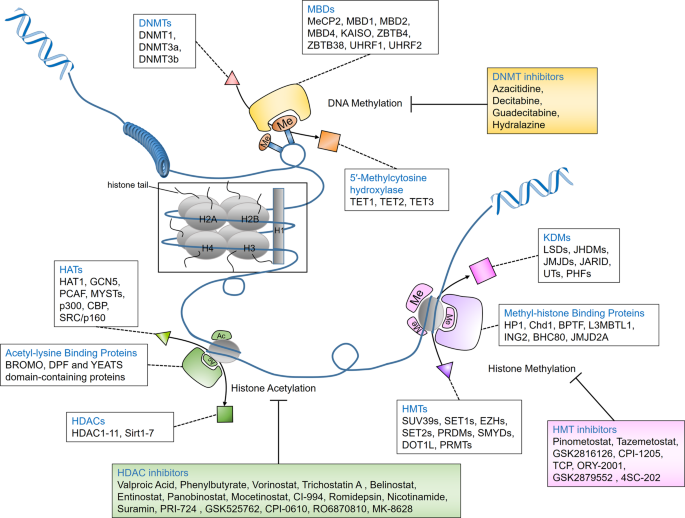 DNMTs
DNMT1,
DNMT3a,
DNMT3b
MBDs
MeCP2, MBD1, MBD2,
MBD4, KAISO, ZBTB4,
ZBTB38, UHRF1, UHRF2
DNMT inhibitors
Azacitidine,
Decitabine,
Guadecitabine,
Hydralazine
DNA Methylation
Me
Me
5'-Methylcytosine
hydroxylase
TET1, TET2, TET3
histone tail
H2A
H2B
H4
H3
H1
KDMs
LSDs, JHDMs,
JMJDs, JARID,
UTs, PHFs
HATs
HAT1, GCN5,
PCAF, MYSTs,
p300, CBP,
SRC/p160
Me
Me
Me
Methyl-histone Binding Proteins
HP1, Chd1, BPTF, L3MBTL1,
ING2, BHC80, JMJD2A
Ac
Ac
Acetyl-lysine Binding Proteins
BROMO, DPF and YEATS
domain-containing proteins
Histone Acetylation
Histone Methylation
HDACs
HDAC1-11, Sirt1-7
HMTs
SUV39s, SET1s, EZHs,
SET2s, PRDMs, SMYDs,
DOT1L, PRMTs
HMT inhibitors
Pinometostat, Tazemetostat,
GSK2816126, CPI-1205,
TCP, ORY-2001,
GSK2879552 , 4SC-202
HDAC inhibitors
Valproic Acid, Phenylbutyrate, Vorinostat, Trichostatin A , Belinostat,
Entinostat, Panobinostat, Mocetinostat, CI-994, Romidepsin, Nicotinamide,
Suramin, PRI-724 , GSK525762, CPI-0610, RO6870810, MK-8628